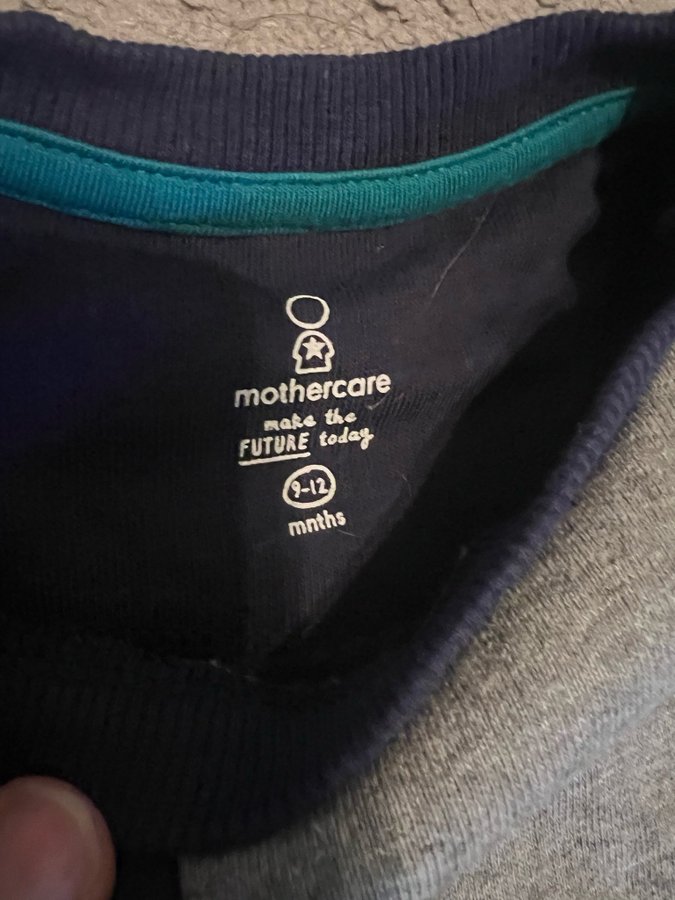 mothercare
make the
FUTURE today
9-12
mnths